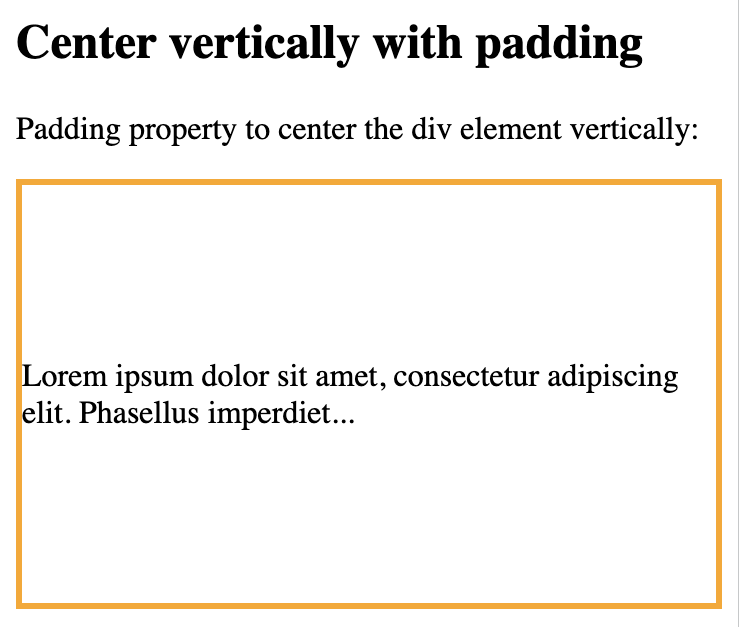 Center vertically with padding
Padding property to center the div element vertically:
Lorem ipsum dolor sit amet, consectetur adipiscing
elit. Phasellus imperdiet...